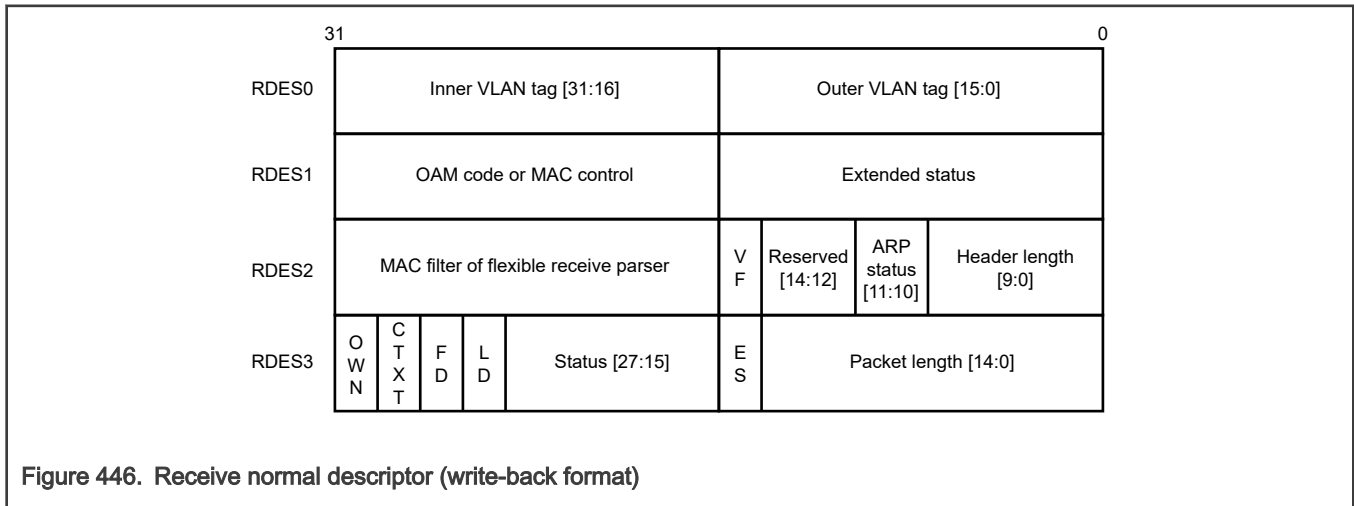 31 0
RDES0 Inner VLAN tag [31:16] Outer VLAN tag [15:0]
RDES1 OAM code or MAC control Extended status
RDES2 MAC filter of flexible receive parser
V
F
Reserved
[14:12]
ARP
status
[11:10]
Header length
[9:0]
RDES3
O
W
N
C
T
X
T
F
D
L
D
Status [27:15]
E
S
Packet length [14:0]
Figure 446. Receive normal descriptor (write-back format)